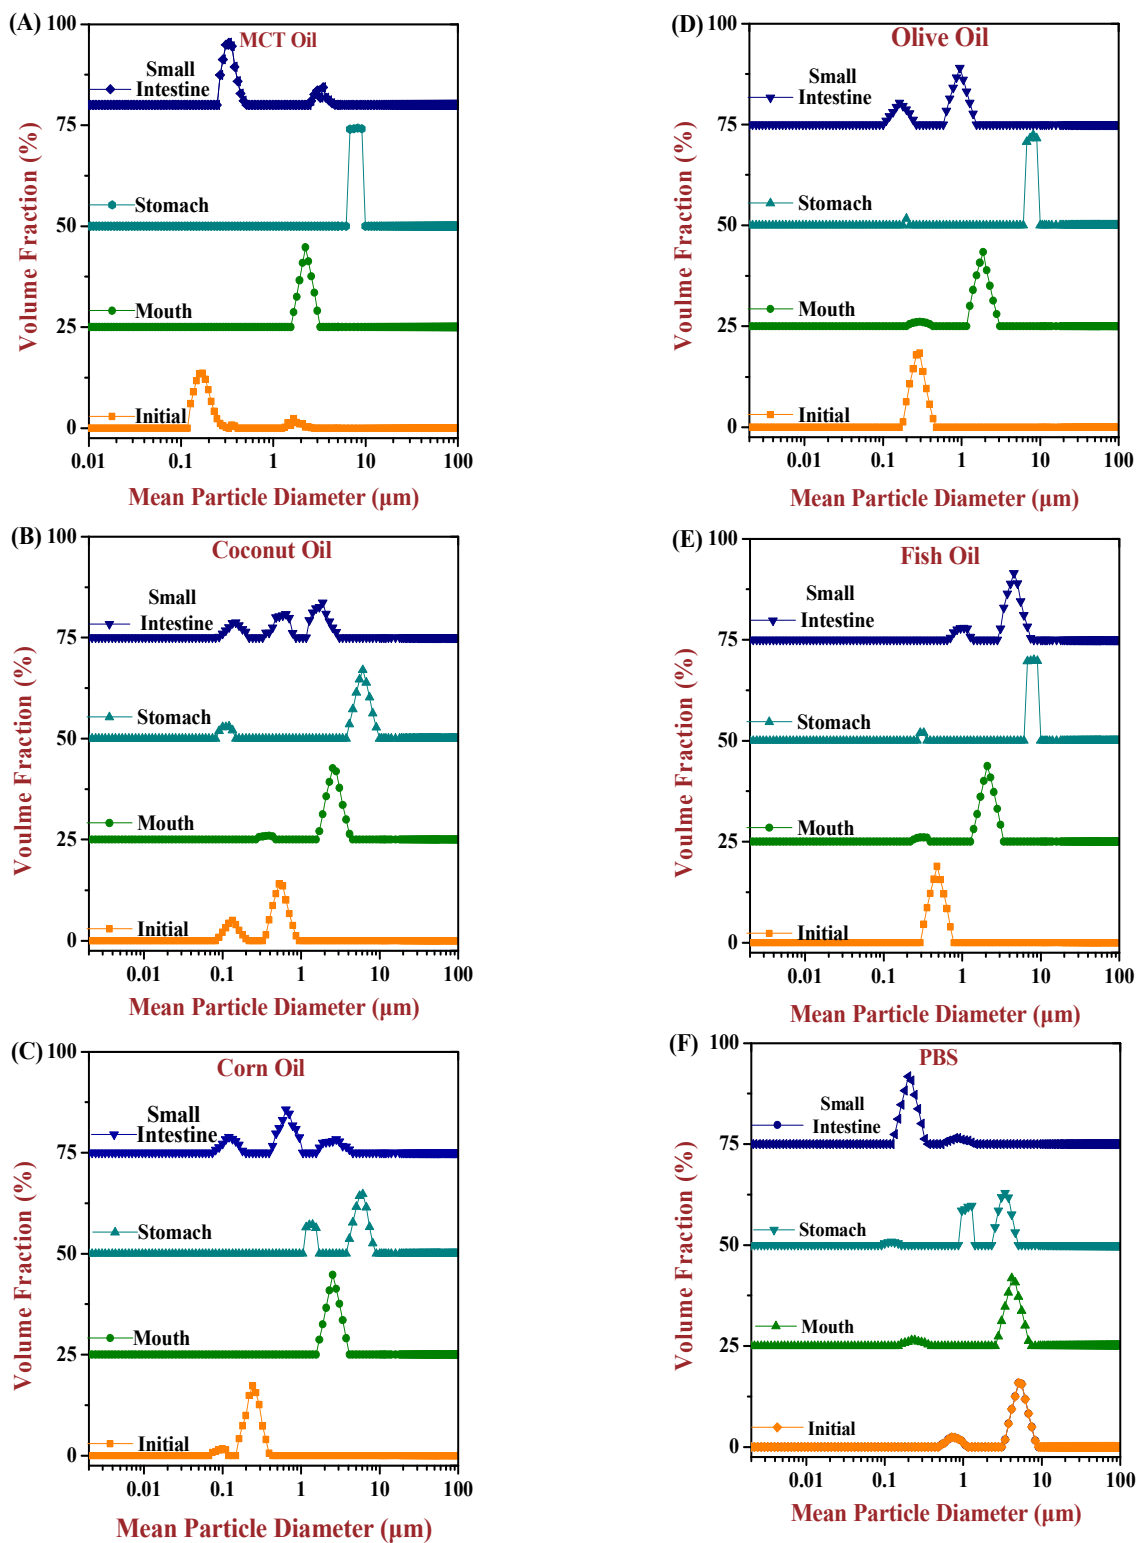 (A)
MCT Oil
100
75
50
25
0
Volume Fraction (%)
Small
Intestine
Stomach
Mouth
Initial
0.01 0.1 1 10 100
Mean Particle Diameter (μm)
(D)
Olive Oil
100
75
50
25
0
Voulme Fraction (%)
Small
Intestine
Stomach
Mouth
Initial
0.01 0.1 1 10 100
Mean Particle Diameter (μm)
(B)
Coconut Oil
100
75
50
25
0
Voulme Fraction (%)
Small
Intestine
Stomach
Mouth
Initial
0.01 0.1 1 10 100
Mean Particle Diameter (μm)
(E)
Fish Oil
100
75
50
25
0
Voulme Fraction (%)
Small
Intestine
Stomach
Mouth
Initial
0.01 0.1 1 10 100
Mean Particle Diameter (μm)
(C)
Corn Oil
100
75
50
25
0
Volume Fraction (%)
Small
Intestine
Stomach
Mouth
Initial
0.01 0.1 1 10 100
Mean Particle Diameter (μm)
(F)
PBS
100
75
50
25
0
Volume Fraction (%)
Small
Intestine
Stomach
Mouth
Initial
0.01 0.1 1 10 100
Mean Particle Diameter (μm)